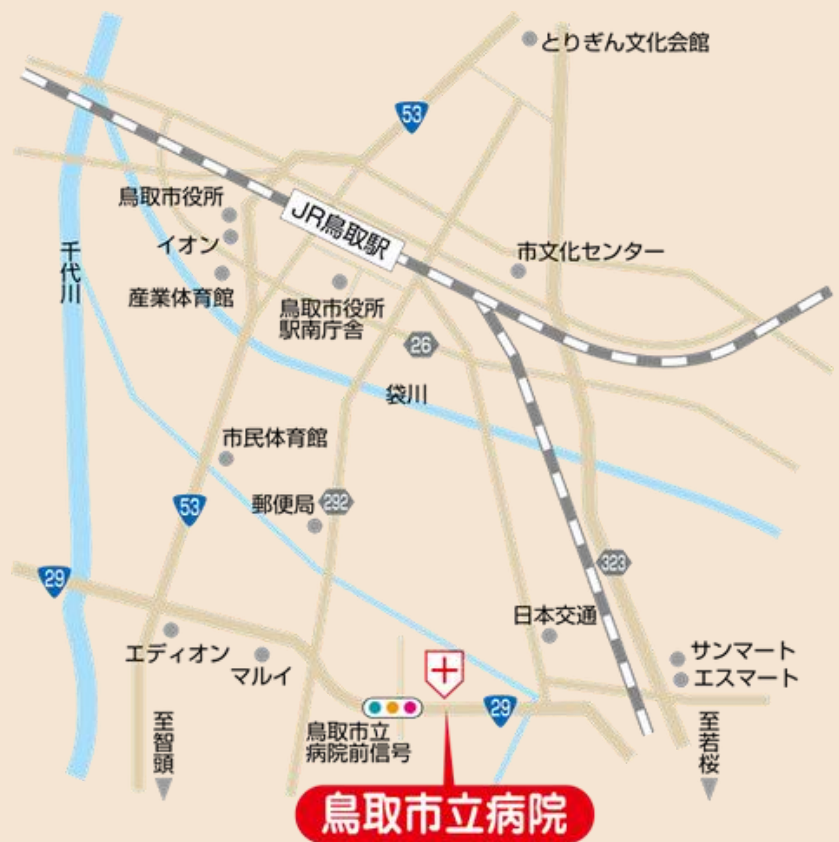 とりぎん文化会館
53
鳥取市役所
JR鳥取駅
イオン
市文化センター
千代川
産業体育館
鳥取市役所
駅南庁舎
26
袋川
市民体育館
郵便局
292
53
323
29
日本交通
エディオン
マルイ
サンマート
エスマート
29
鳥取市立
病院前信号
至智頭
至若桜
鳥取市立病院